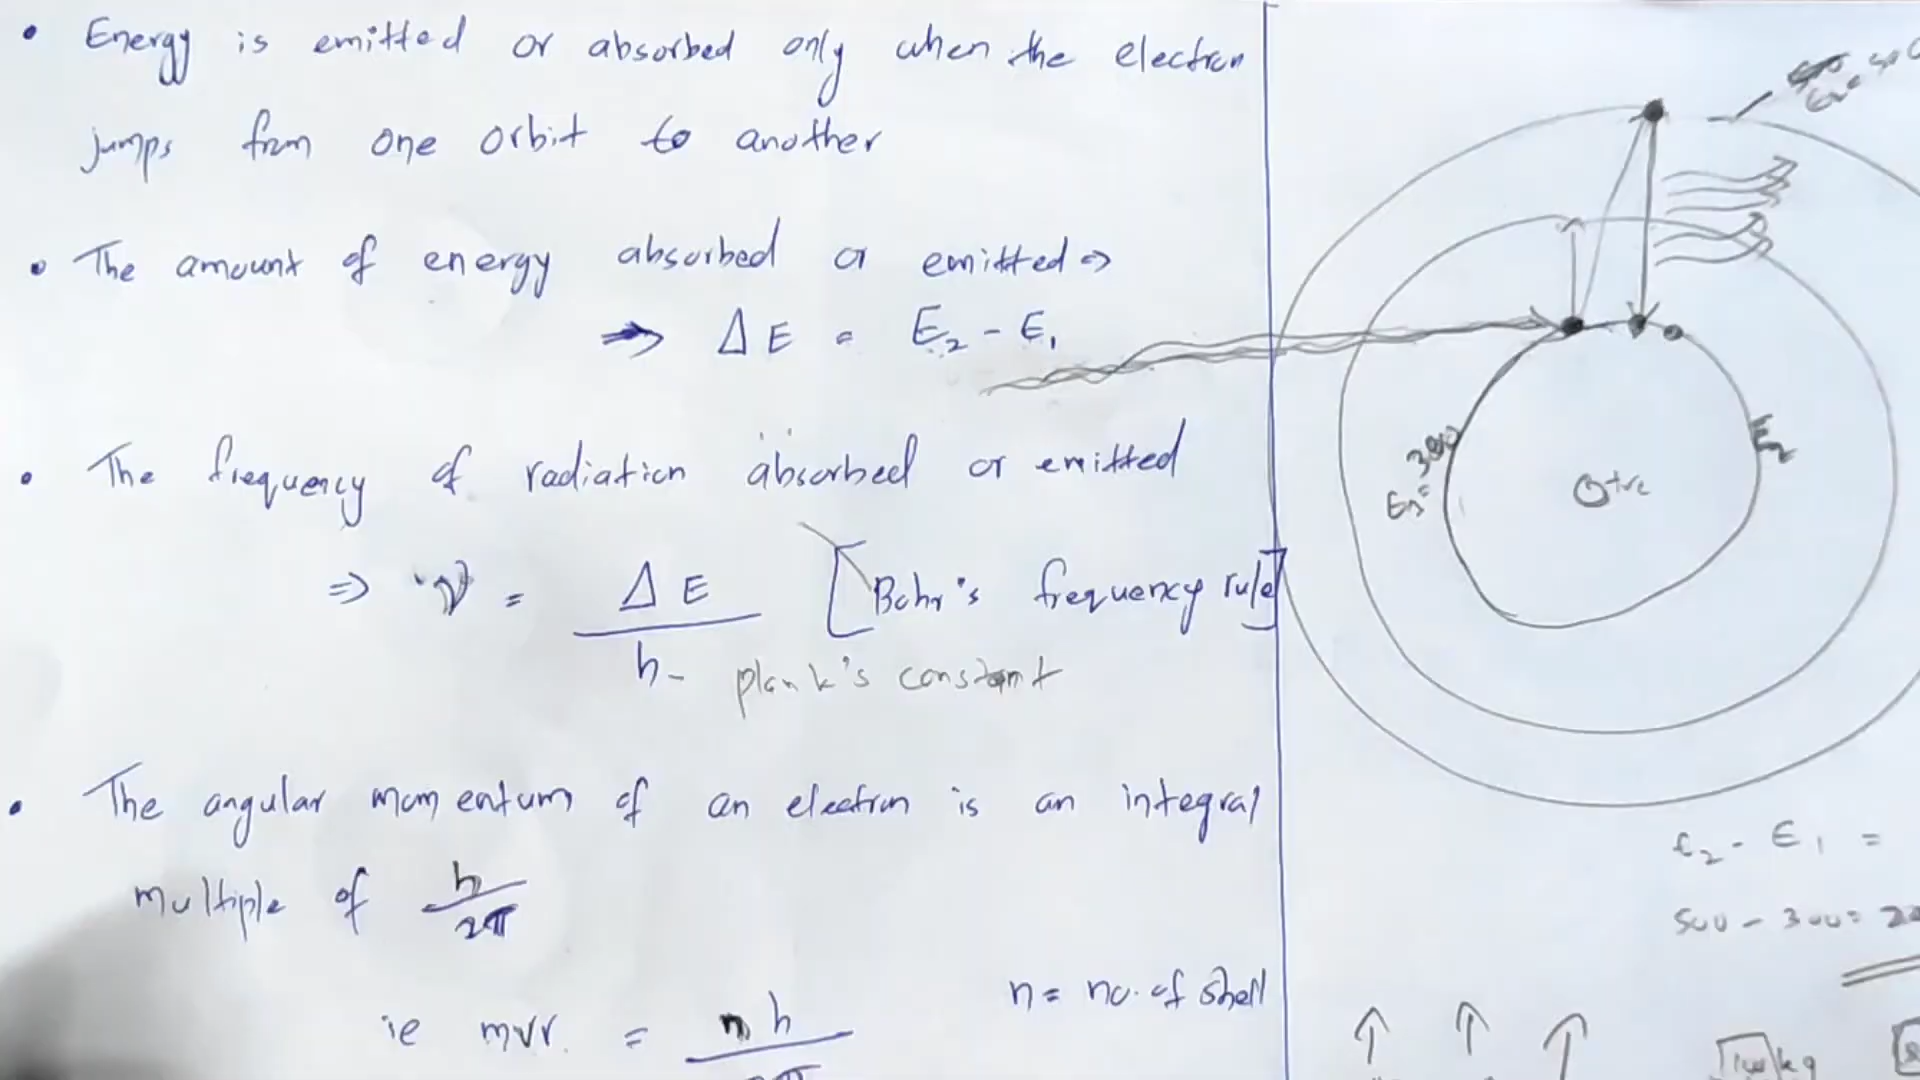 • Energy is emitted or absorbed only when the electron
jumps from one orbit to another
• The amount of energy absorbed or emitted ⇒
⇒ ΔE = E₂ - E₁
• The frequency of radiation absorbed or emitted
⇒ ν = ΔE / h [Bohr's frequency rule]
h - plank's constant
• The angular momentum of an electron is an integral
multiple of h / 2π
n = no. of shell
ie mvr = nh / 2π
+ve
E₂ - E₁ =
500 - 300 =